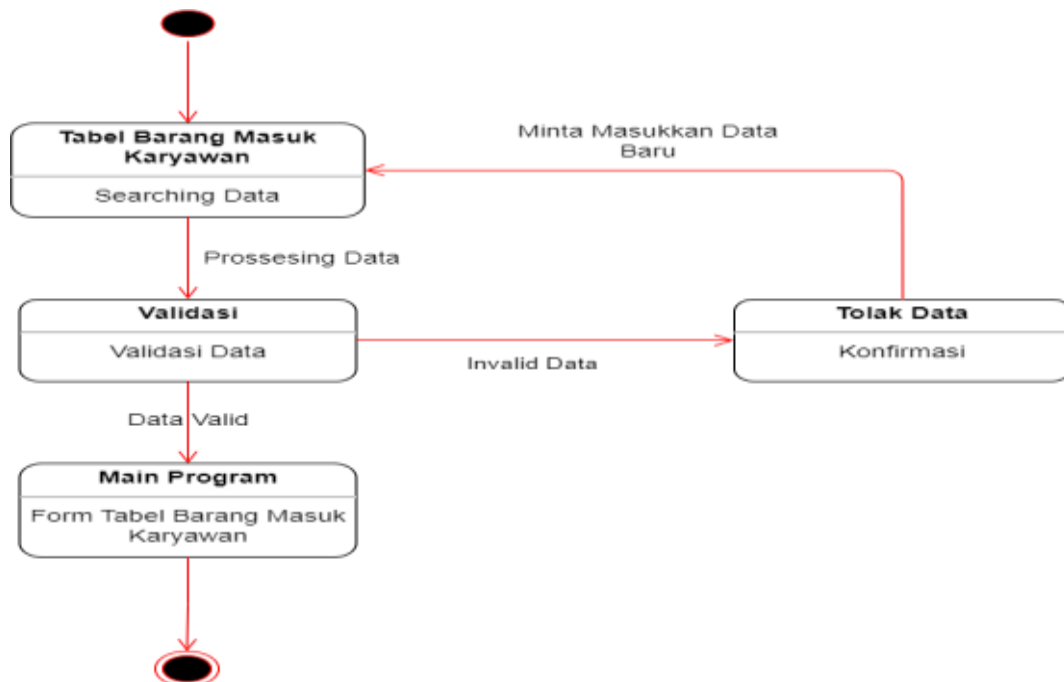 Tabel Barang Masuk
Karyawan
Searching Data
Minta Masukkan Data
Baru
Prossesing Data
Validasi
Validasi Data
Invalid Data
Tolak Data
Konfirmasi
Data Valid
Main Program
Form Tabel Barang Masuk
Karyawan